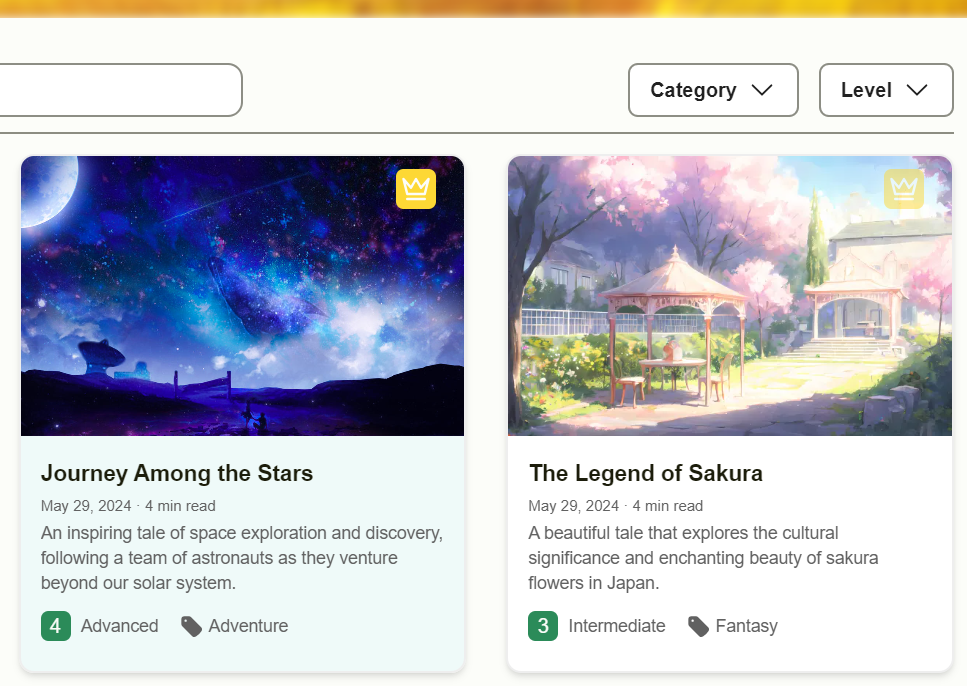 Category
Level
Journey Among the Stars
May 29, 2024 · 4 min read
An inspiring tale of space exploration and discovery,
following a team of astronauts as they venture
beyond our solar system.
4 Advanced Adventure
The Legend of Sakura
May 29, 2024 · 4 min read
A beautiful tale that explores the cultural
significance and enchanting beauty of sakura
flowers in Japan.
3 Intermediate Fantasy